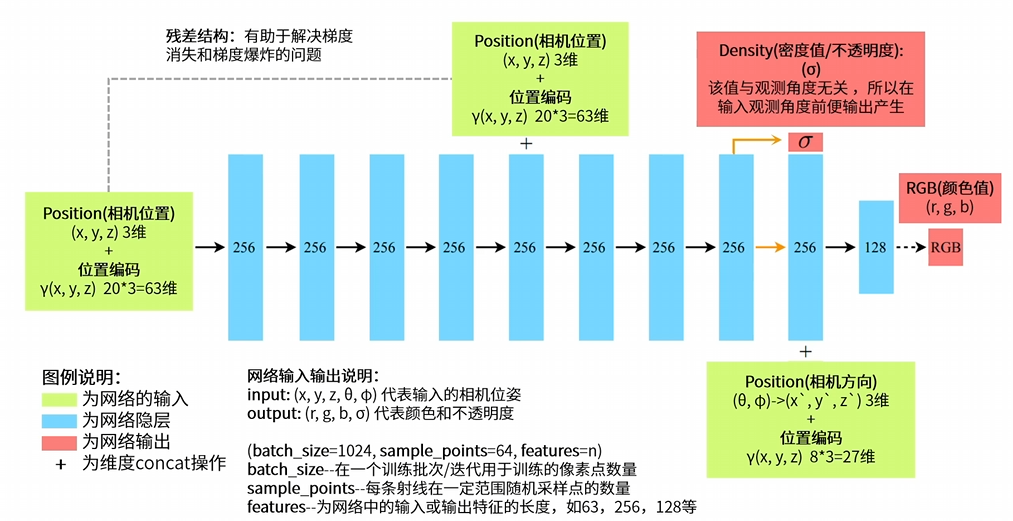 残差结构：有助于解决梯度
消失和梯度爆炸的问题
Position(相机位置)
(x, y, z) 3维
+
位置编码
γ(x, y, z)  20*3=63维
+
Density(密度值/不透明度):
(σ)
该值与观测角度无关，所以在
输入观测角度前便输出产生
σ
RGB(颜色值)
(r, g, b)
RGB
Position(相机位置)
(x, y, z) 3维
+
位置编码
γ(x, y, z)  20*3=63维
256
256
256
256
256
256
256
256
256
128
+
Position(相机方向)
(θ, φ)->(x`, y`, z`) 3维
+
位置编码
γ(x, y, z)  8*3=27维
图例说明：
为网络的输入
为网络隐层
为网络输出
+ 为维度concat操作
网络输入输出说明：
input: (x, y, z, θ, φ) 代表输入的相机位姿
output: (r, g, b, σ) 代表颜色和不透明度
(batch_size=1024, sample_points=64, features=n)
batch_size--在一个训练批次/迭代用于训练的像素点数量
sample_points--每条射线在一定范围随机采样点的数量
features--为网络中的输入或输出特征的长度，如63，256，128等